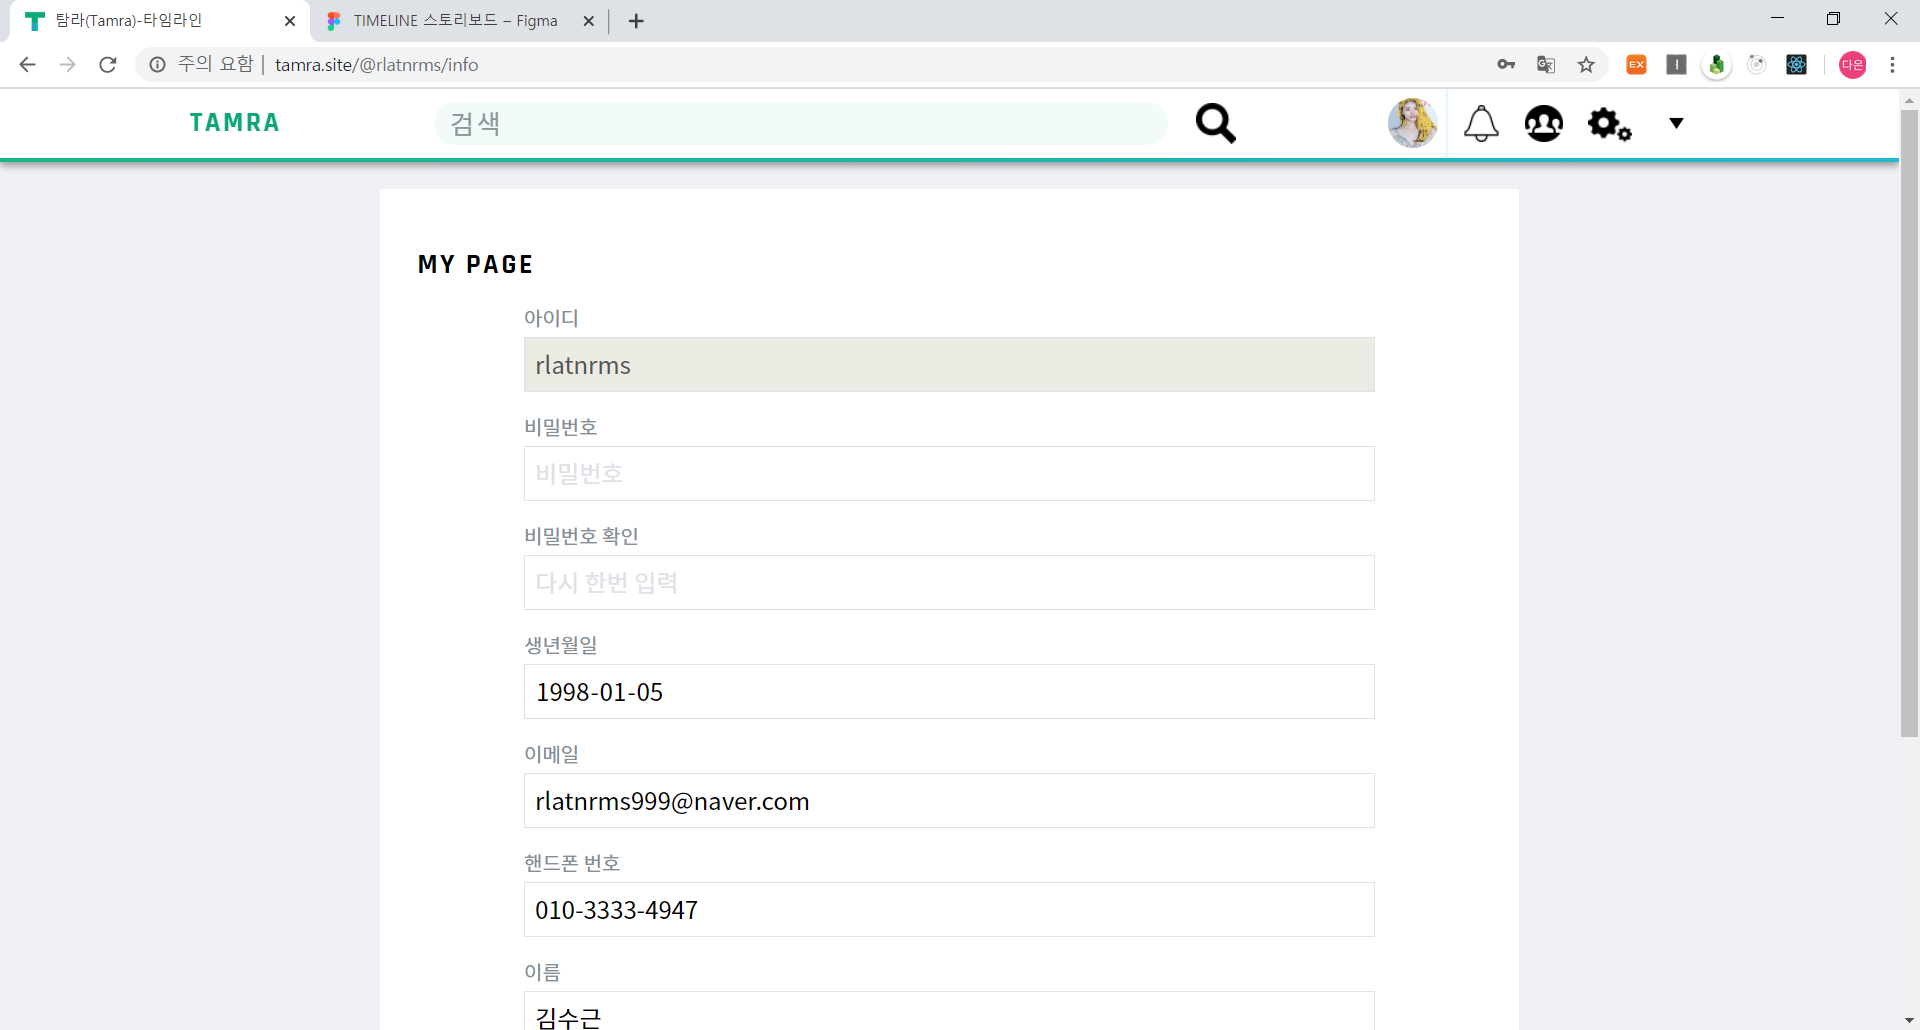 탐라(Tamra)-타임라인
TIMELINE 스토리보드 – Figma
주의 요함 | tamra.site/@rlatnrms/info
EX
다은
TAMRA
검색
MY PAGE
아이디
rlatnrms
비밀번호
비밀번호
비밀번호 확인
다시 한번 입력
생년월일
1998-01-05
이메일
rlatnrms999@naver.com
핸드폰 번호
010-3333-4947
이름
김수근